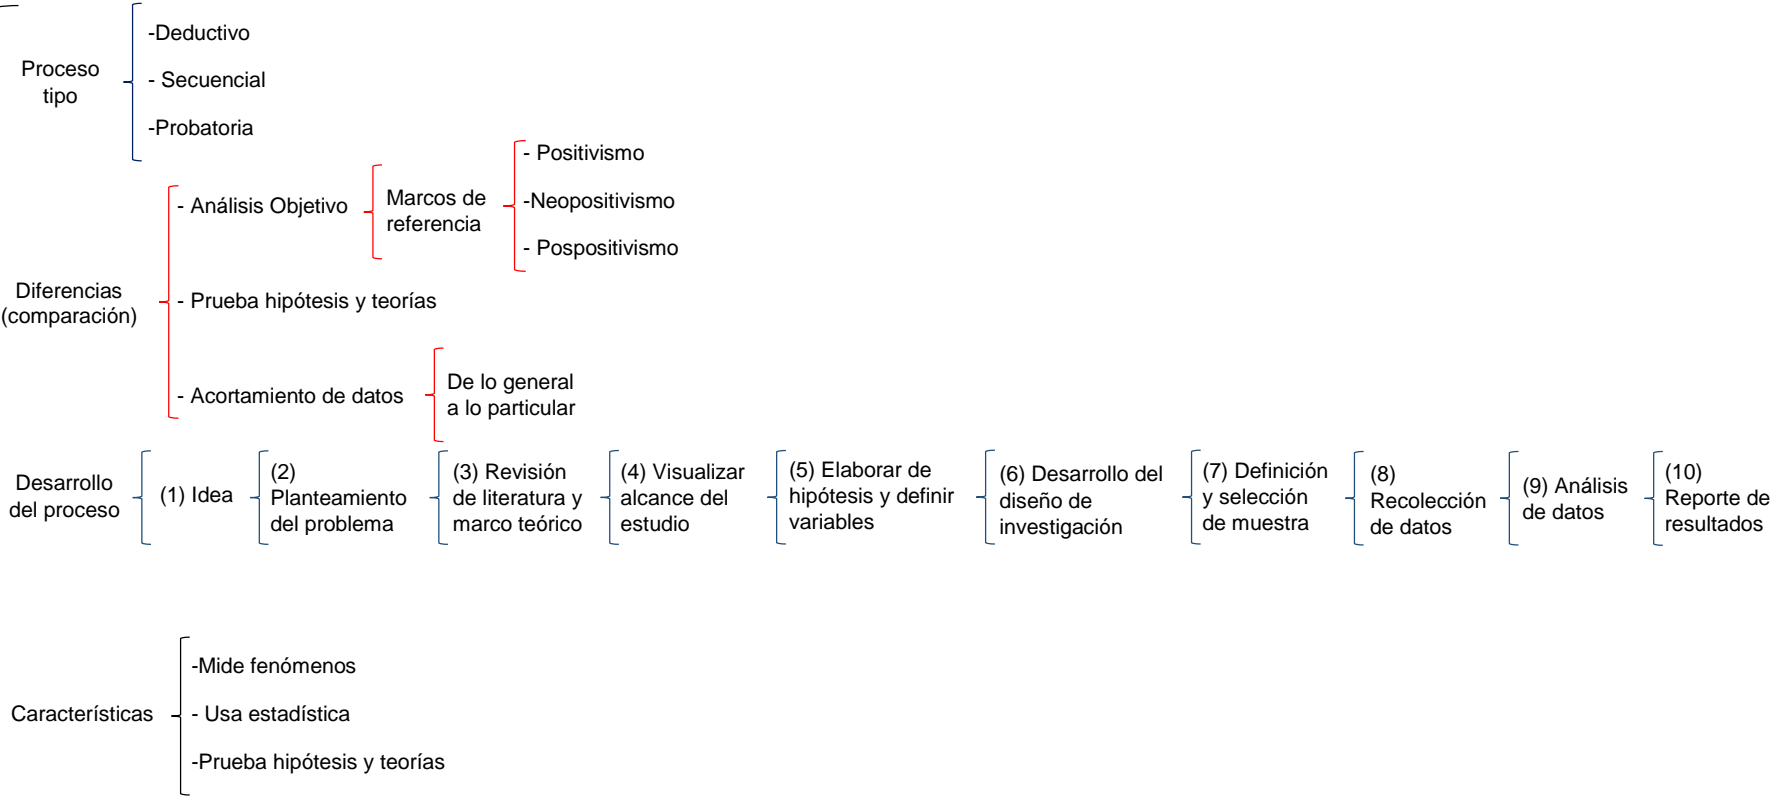 Proceso
tipo
-Deductivo
- Secuencial
-Probatoria
Diferencias
(comparación)
- Análisis Objetivo
Marcos de
referencia
- Positivismo
-Neopositivismo
- Pospositivismo
- Prueba hipótesis y teorías
- Acortamiento de datos
De lo general
a lo particular
Desarrollo
del proceso
(1) Idea
(2)
Planteamiento
del problema
(3) Revisión
de literatura y
marco teórico
(4) Visualizar
alcance del
estudio
(5) Elaborar de
hipótesis y definir
variables
(6) Desarrollo del
diseño de
investigación
(7) Definición
y selección
de muestra
(8)
Recolección
de datos
(9) Análisis
de datos
(10)
Reporte de
resultados
Características
-Mide fenómenos
- Usa estadística
-Prueba hipótesis y teorías